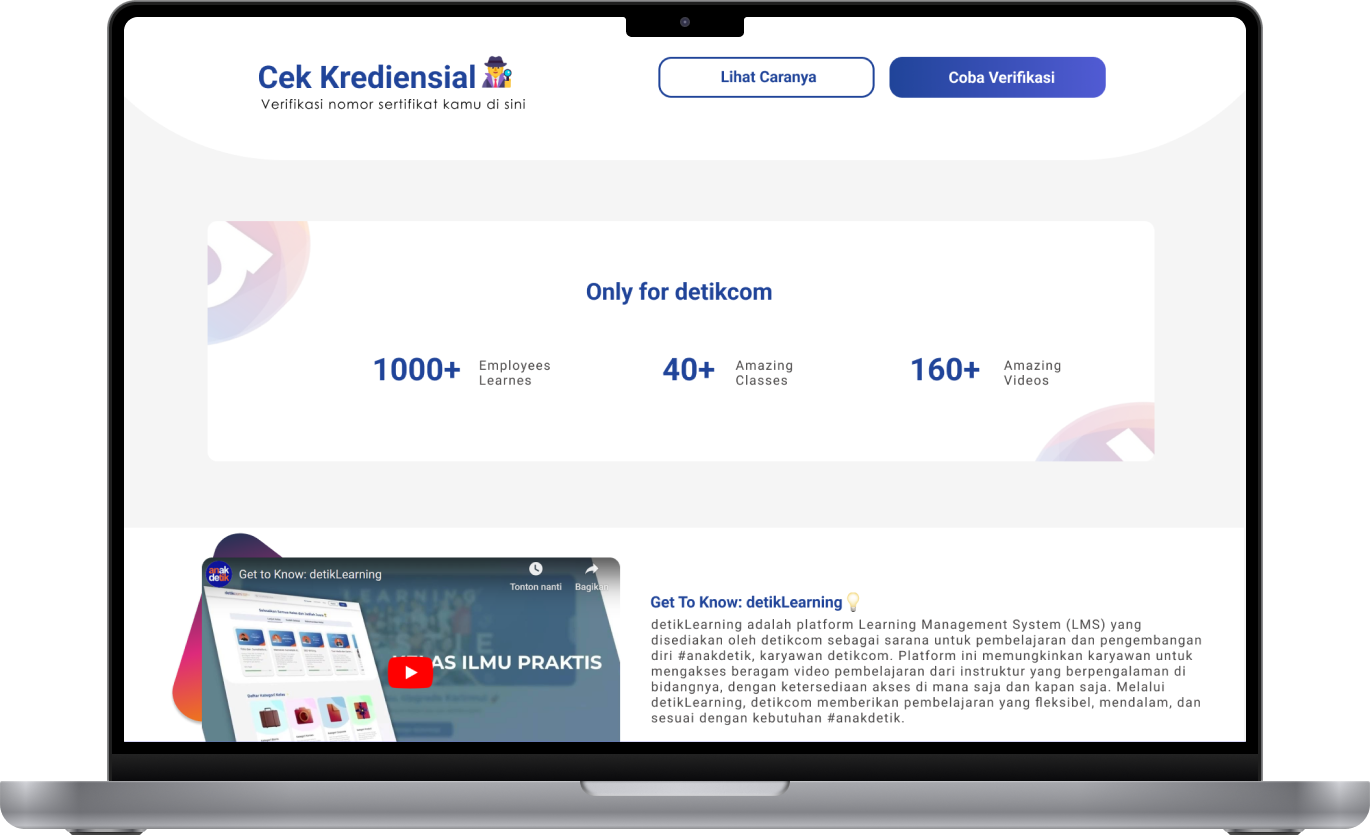 Cek Krediensial
Verifikasi nomor sertifikat kamu di sini
Lihat Caranya
Coba Verifikasi
Only for detikcom
1000+
Employees
Learnes
40+
Amazing
Classes
160+
Amazing
Videos
anak
detik
Get to Know: detikLearning
Tonton nanti
Bagikan
LEARNING
KELAS ILMU PRAKTIS
Get To Know: detikLearning
detikLearning adalah platform Learning Management System (LMS) yang
disediakan oleh detikcom sebagai sarana untuk pembelajaran dan pengembangan
diri #anakdetik, karyawan detikcom. Platform ini memungkinkan karyawan untuk
mengakses beragam video pembelajaran dari instruktur yang berpengalaman di
bidangnya, dengan ketersediaan akses di mana saja dan kapan saja. Melalui
detikLearning, detikcom memberikan pembelajaran yang fleksibel, mendalam, dan
sesuai dengan kebutuhan #anakdetik.